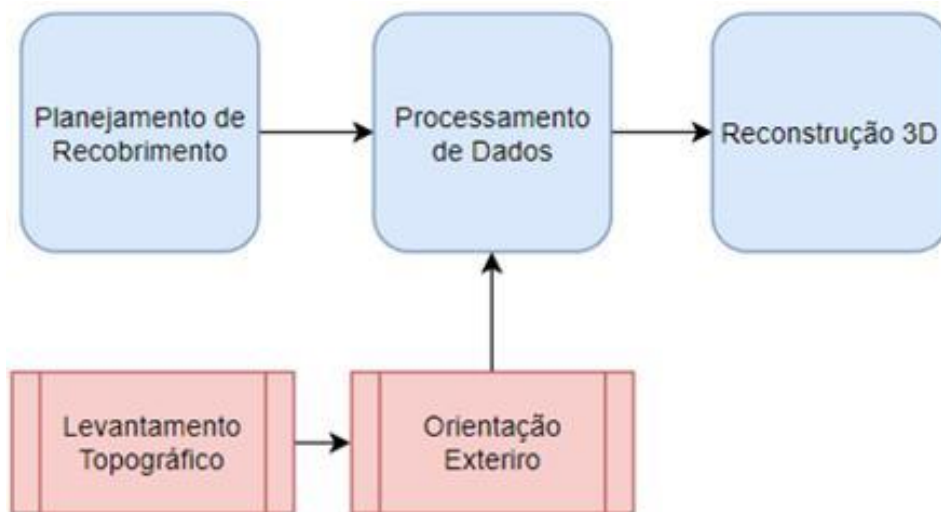 Planejamento de
Recobrimento
Processamento
de Dados
Reconstrução 3D
Levantamento
Topográfico
Orientação
Exteriro